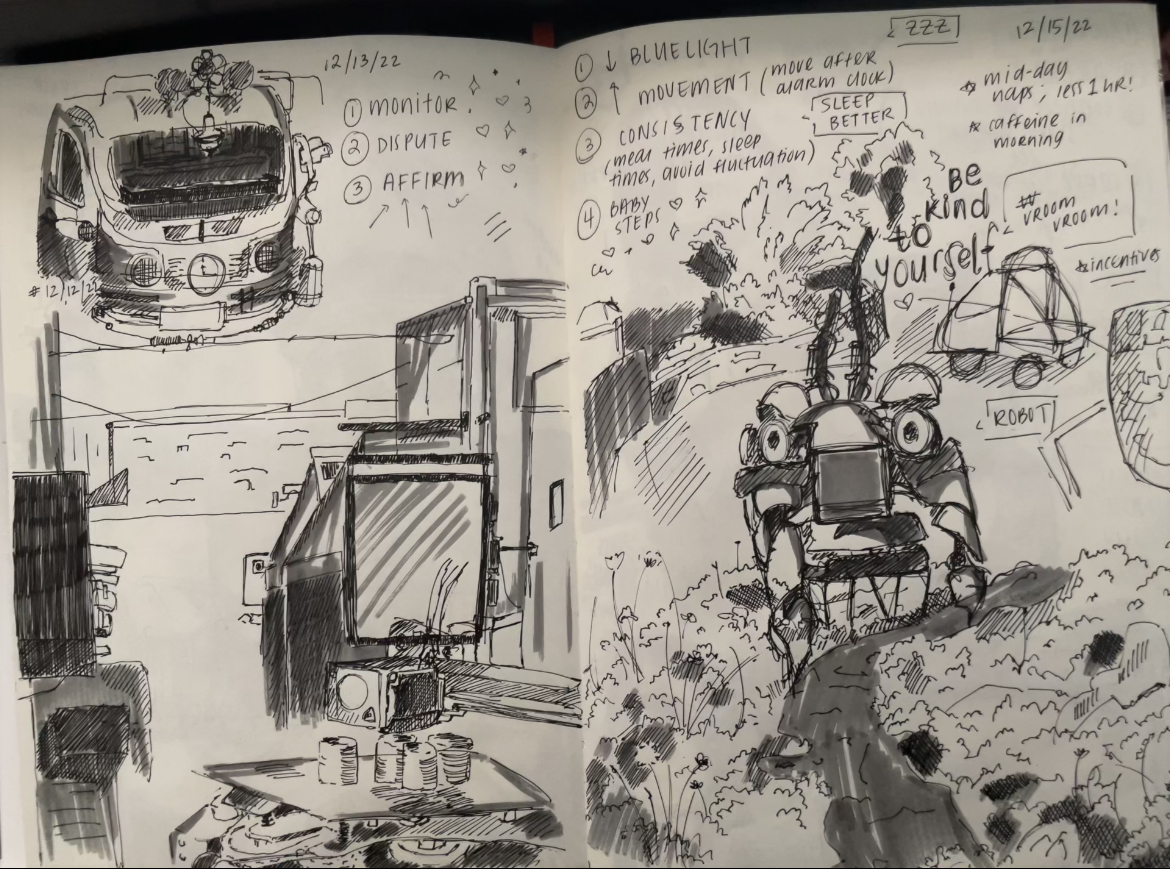 12/13/22
① MONITOR
② DISPUTE
③ AFFIRM
# 12/12/22
ZZZ
12/15/22
① ↓ BLUELIGHT
② ↑ MOVEMENT (move after
alarm clock)
SLEEP
BETTER
③ CONSISTENCY
(meal times, sleep
times, avoid fluctuation)
④ BABY
STEPS
☆ mid-day
naps; less 1 hr!
☆ caffeine in
morning
Be
kind
to
yourself
# VROOM
VROOM!
☆ incentives
ROBOT